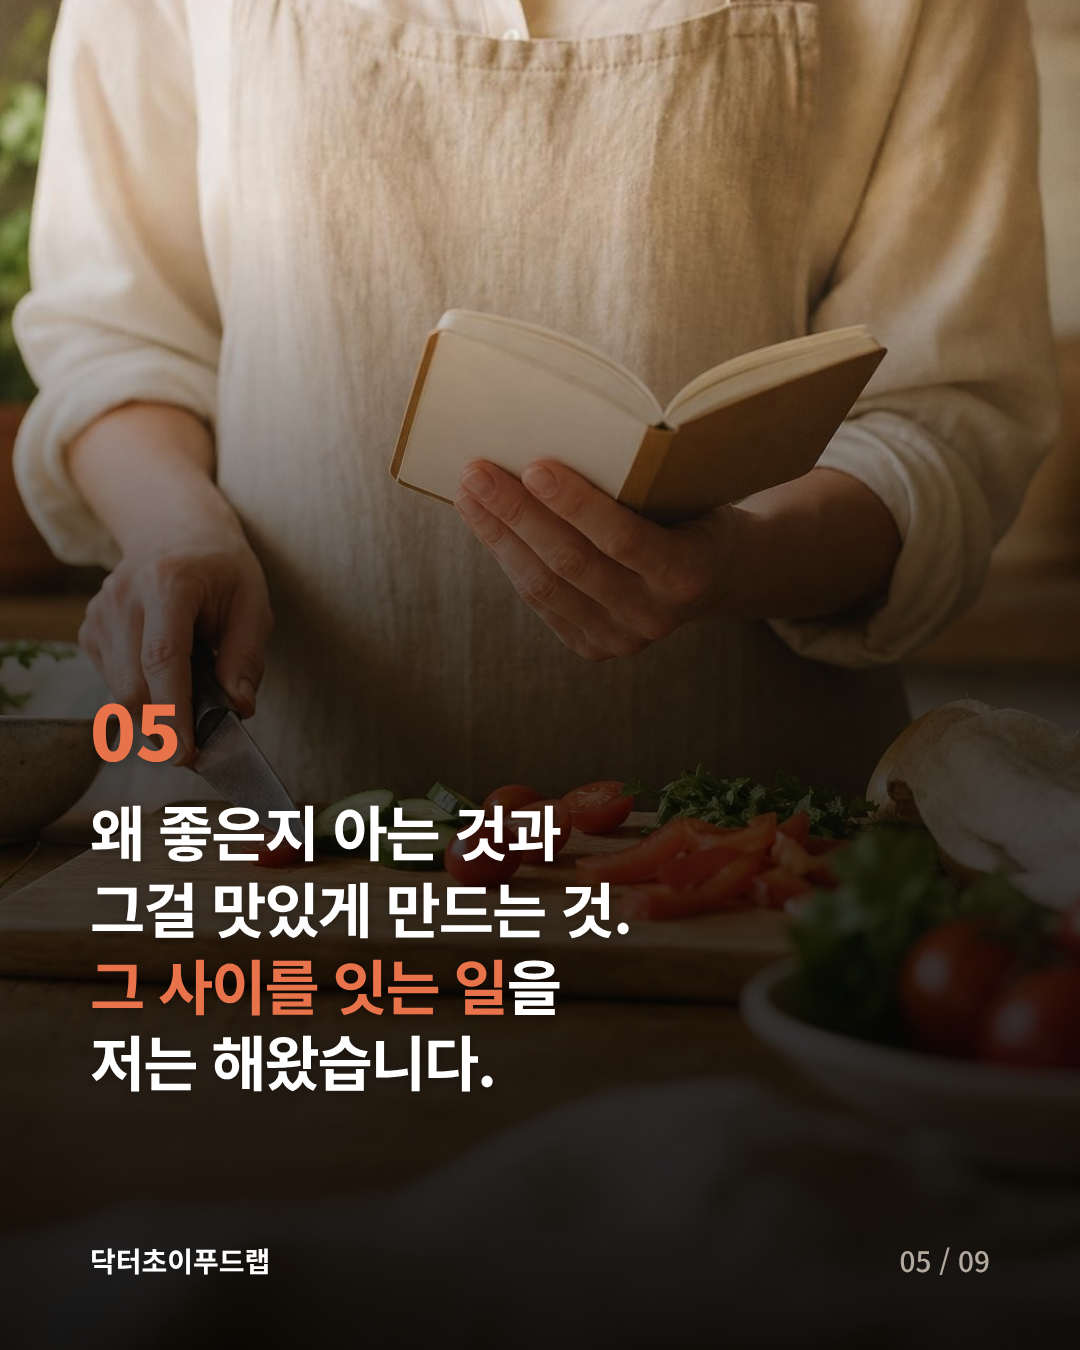 05
왜 좋은지 아는 것과
그걸 맛있게 만드는 것.
그 사이를 잇는 일을
저는 해왔습니다.
닥터초이푸드랩
05 / 09